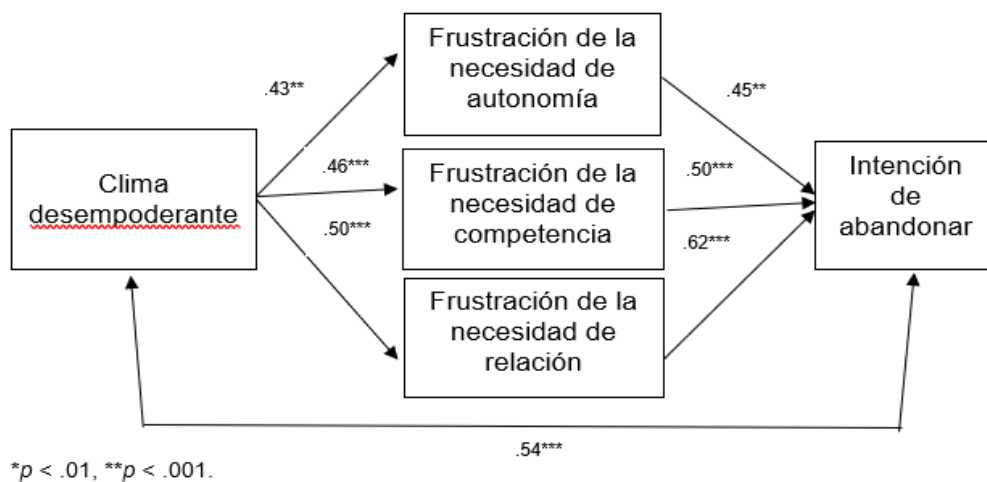 Frustración de la
necesidad de
autonomía
.43**
.45**
Clima
desempoderante
.46***
Frustración de la
necesidad de
competencia
.50***
Intención
de
abandonar
.50***
.62***
Frustración de la
necesidad de
relación
.54***
*p < .01, **p < .001.